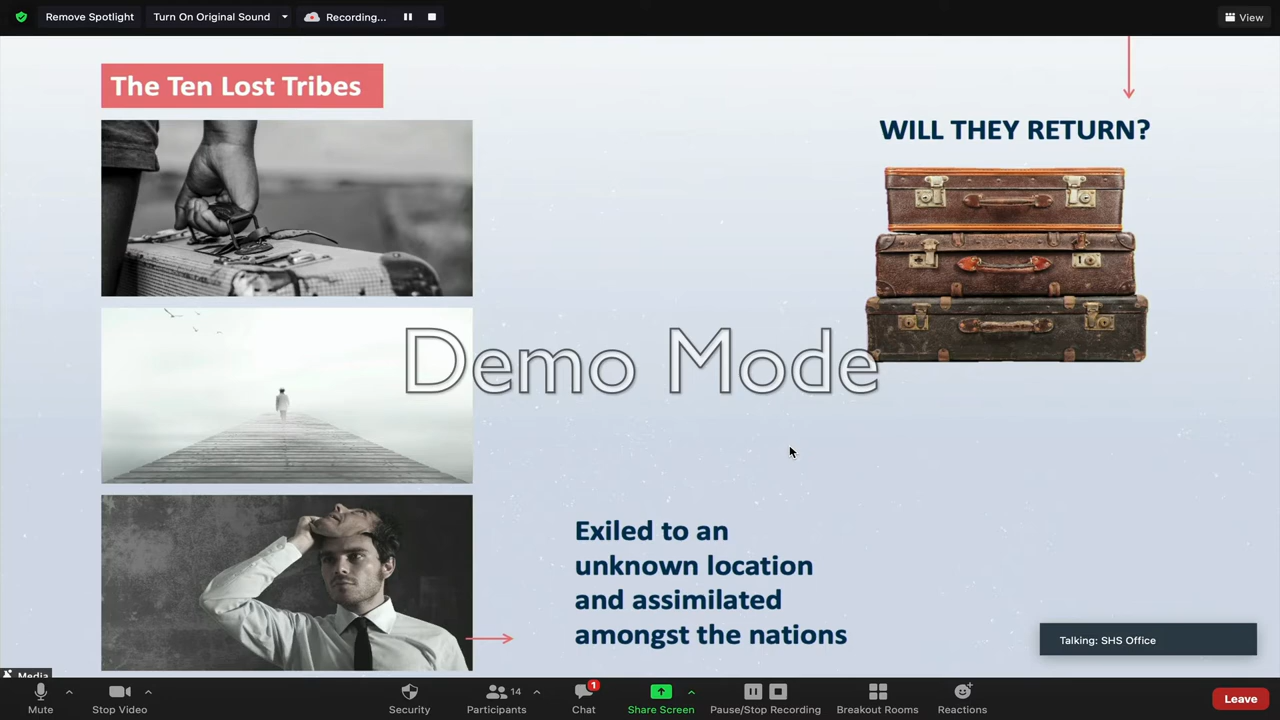 Remove Spotlight
Turn On Original Sound
Recording...
View
The Ten Lost Tribes
WILL THEY RETURN?
Demo Mode
Exiled to an
unknown location
and assimilated
amongst the nations
Talking: SHS Office
Media
Mute
Stop Video
Security
14
Participants
1
Chat
Share Screen
Pause/Stop Recording
Breakout Rooms
Reactions
Leave